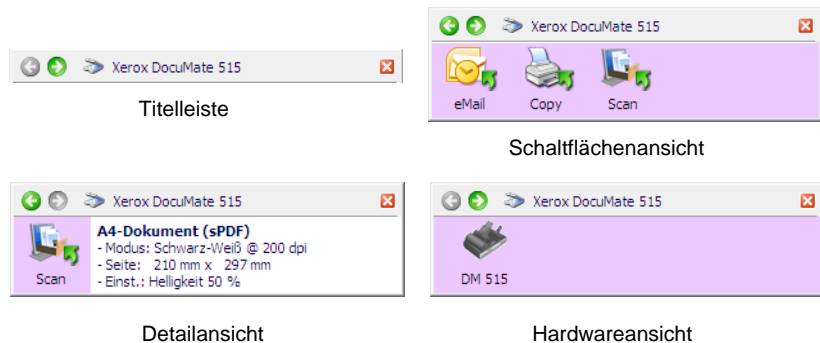 Xerox DocuMate 515
Titelleiste
Xerox DocuMate 515
eMail Copy Scan
Schaltflächenansicht
Xerox DocuMate 515
Scan
A4-Dokument (sPDF)
- Modus: Schwarz-Weiß @ 200 dpi
- Seite: 210 mm x 297 mm
- Einst.: Helligkeit 50 %
Detailansicht
Xerox DocuMate 515
DM 515
Hardwareansicht